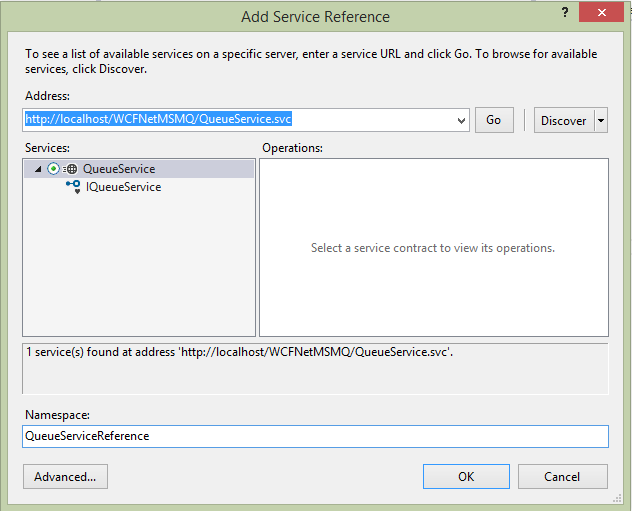 Add Service Reference
?
To see a list of available services on a specific server, enter a service URL and click Go. To browse for available
services, click Discover.
Address:
http://localhost/WCFNetMSMQ/QueueService.svc
Go
Discover
Services:
Operations:
QueueService
IQueueService
Select a service contract to view its operations.
1 service(s) found at address 'http://localhost/WCFNetMSMQ/QueueService.svc'.
Namespace:
QueueServiceReference
Advanced...
OK
Cancel